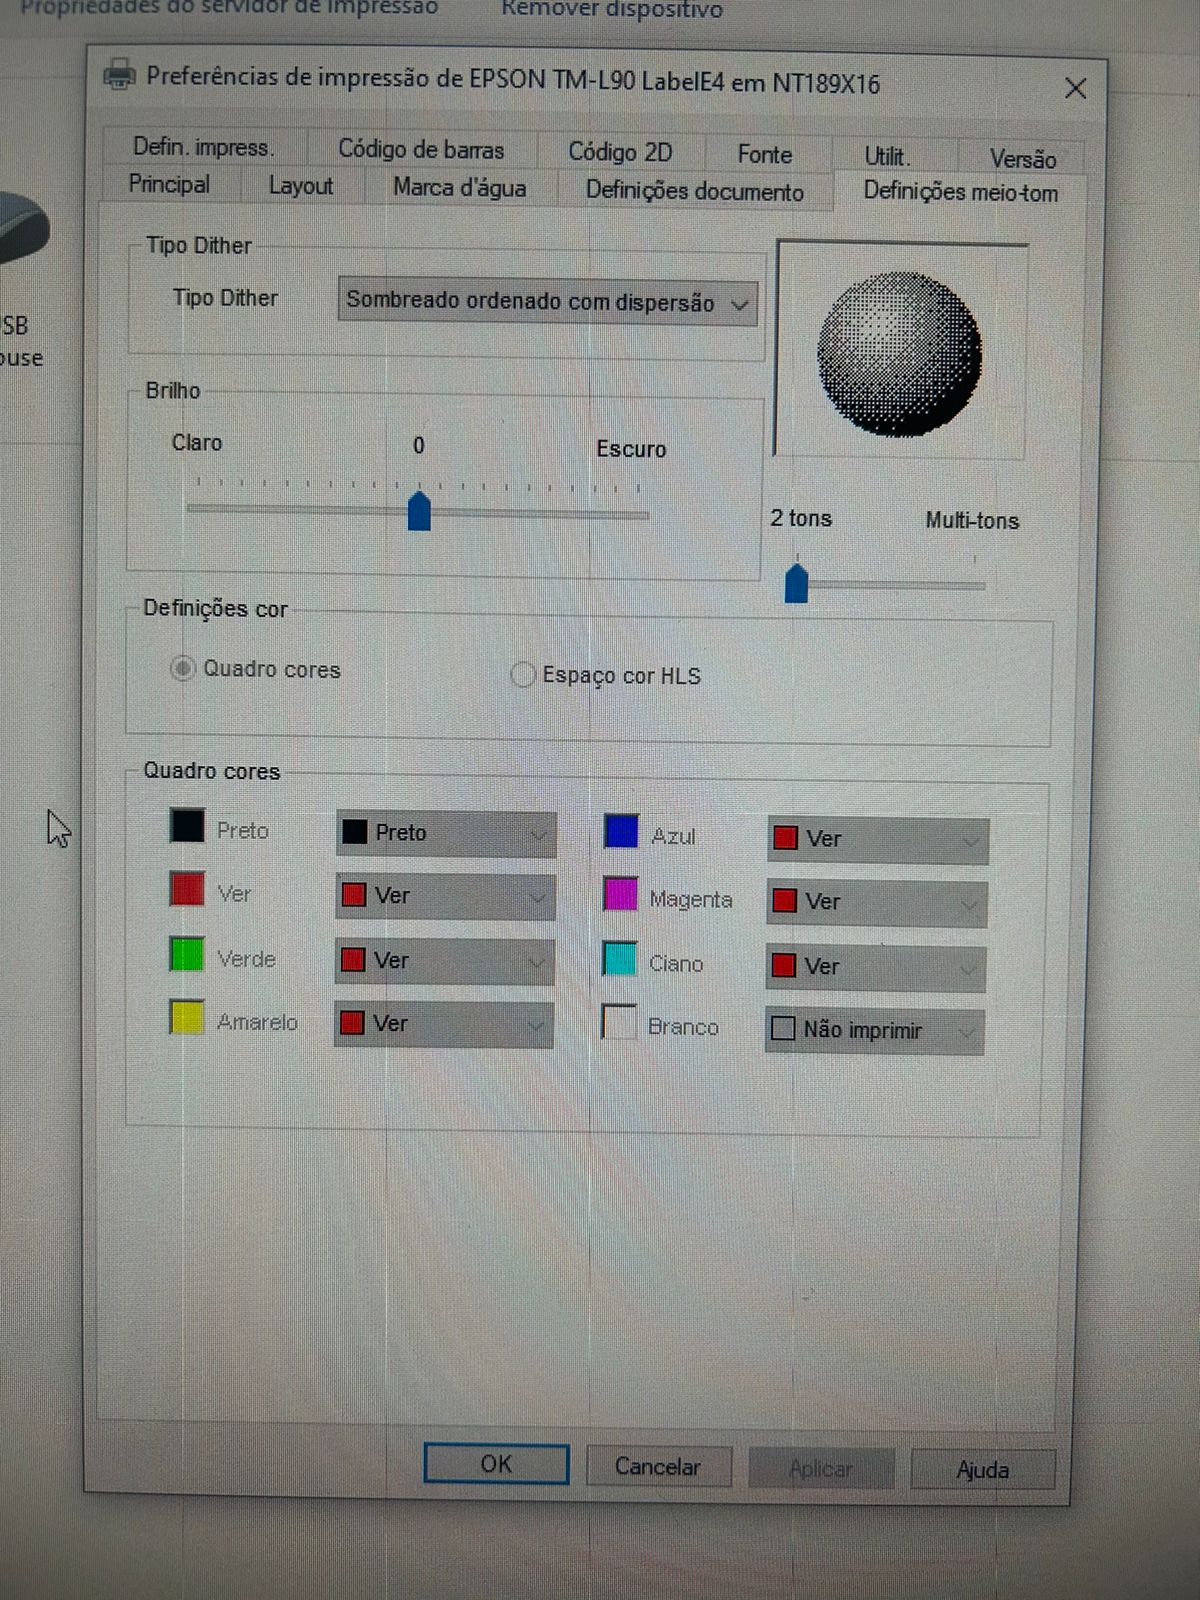 Propriedades do servidor de impressão
Remover dispositivo
Preferências de impressão de EPSON TM-L90 LabelE4 em NT189X16
Defin. impress.
Código de barras
Código 2D
Fonte
Utilit.
Versão
Principal
Layout
Marca d'água
Definições documento
Definições meio-tom
Tipo Dither
Tipo Dither
Sombreado ordenado com dispersão
SB
ouse
Brilho
Claro
0
Escuro
2 tons
Multi-tons
Definições cor
Quadro cores
Espaço cor HLS
Quadro cores
Preto
Preto
Azul
Ver
Ver
Ver
Magenta
Ver
Verde
Ver
Ciano
Ver
Amarelo
Ver
Branco
Não imprimir
OK
Cancelar
Aplicar
Ajuda